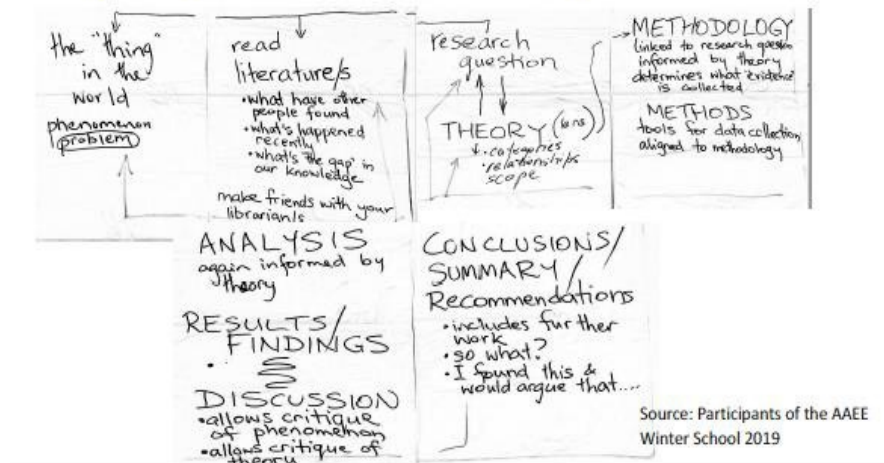 the "thing"
in the
world
phenomenon
problem
read
literature/s
•what have other
people found
•what's happened
recently
•what's 'the gap' in
our knowledge
make friends with your
librarian/s
research
question
THEORY (lens)
•categories
•relationships
scope
METHODOLOGY
linked to research question
informed by theory
determines what 'evidence'
is collected
METHODS
tools for data collection
aligned to methodology
ANALYSIS
again informed by
theory
RESULTS/
FINDINGS
DISCUSSION
•allows critique
of phenomenon
•allows critique of
theory
CONCLUSIONS/
SUMMARY/
Recommendations
•includes further
work
•so what?
•I found this &
would argue that....
Source: Participants of the AAEE
Winter School 2019